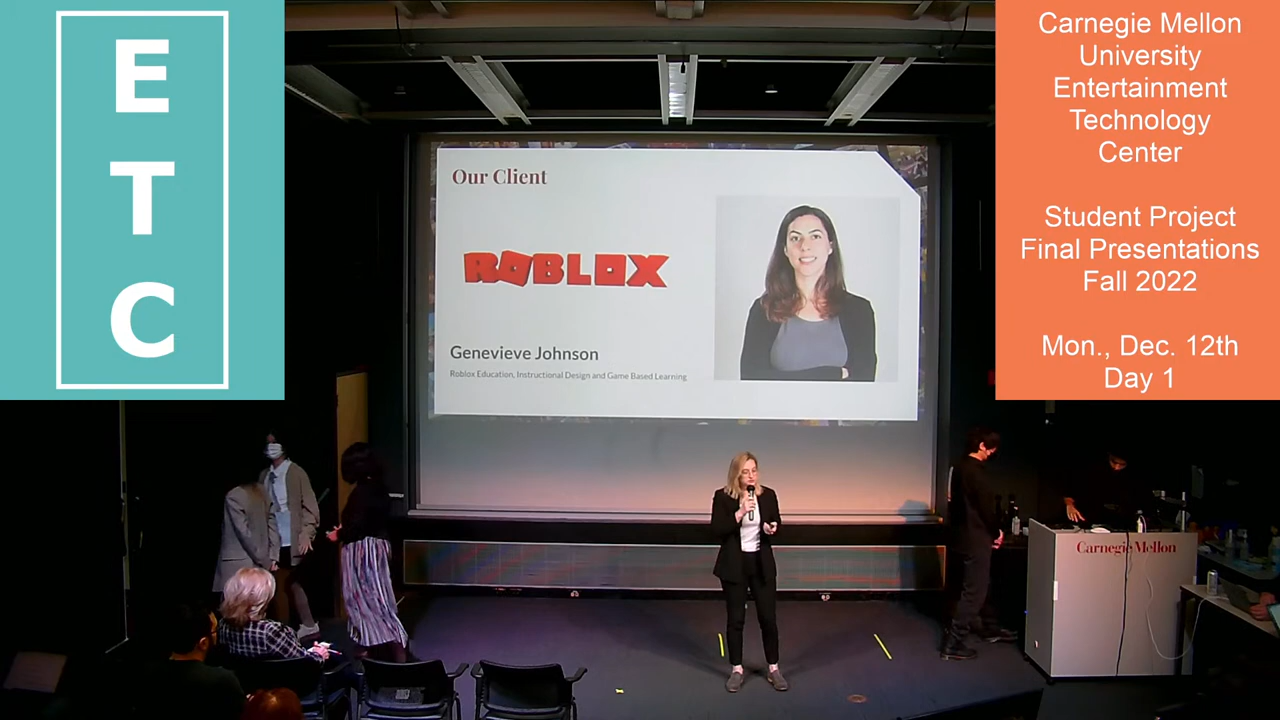 E
T
C
Carnegie Mellon
University
Entertainment
Technology
Center
Student Project
Final Presentations
Fall 2022
Mon., Dec. 12th
Day 1
Our Client
ROBLOX
Genevieve Johnson
Roblox Education, Instructional Design and Game Based Learning
Carnegie Mellon